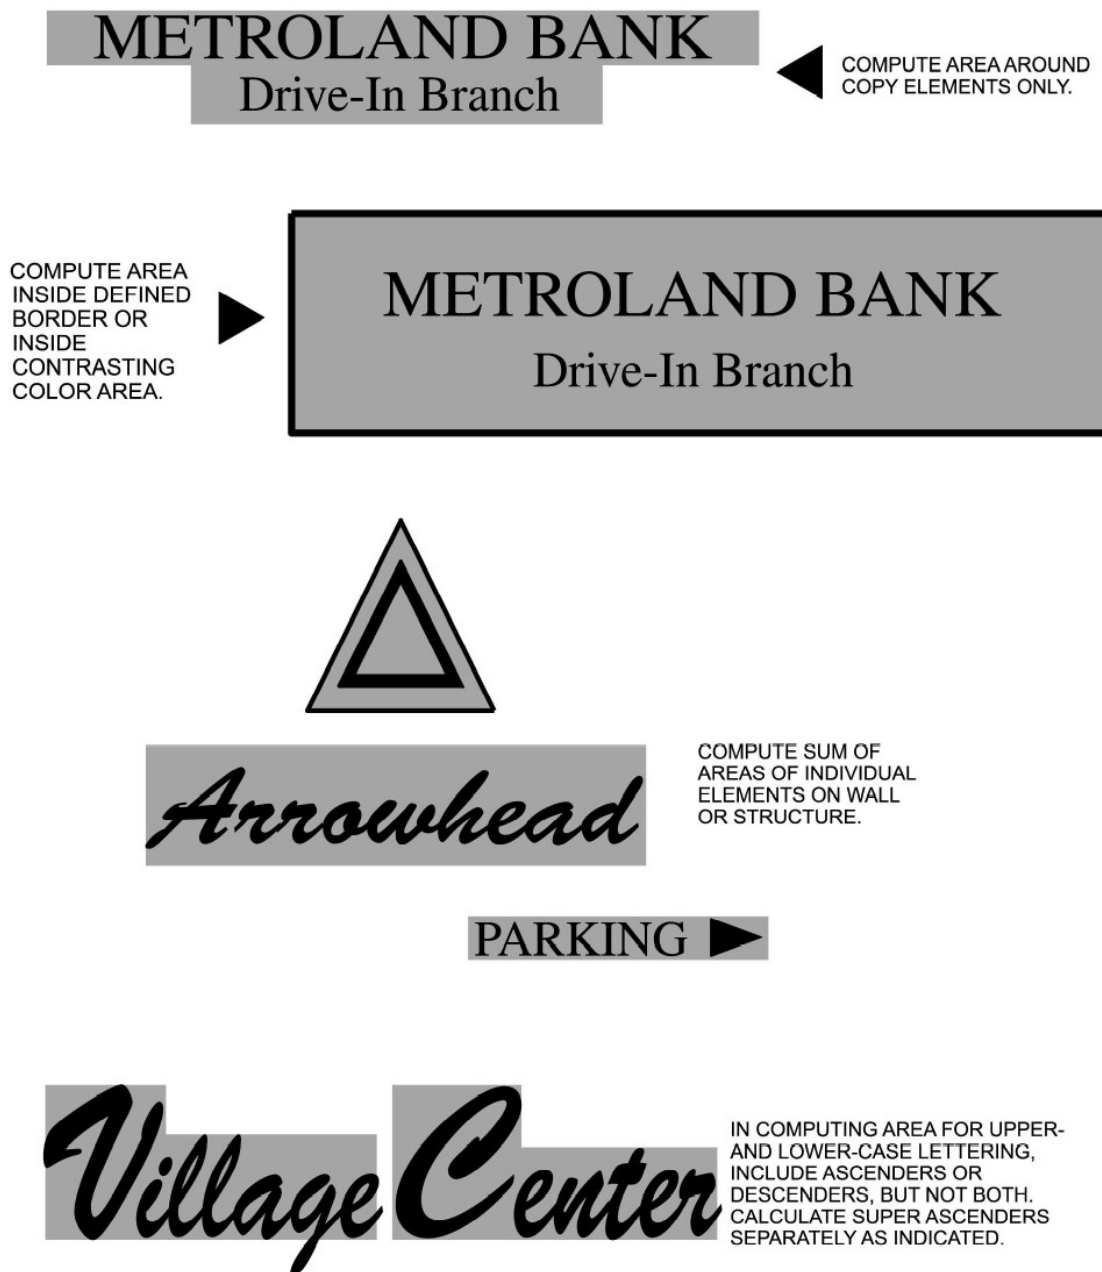 METROLAND BANK
Drive-In Branch
COMPUTE AREA AROUND
COPY ELEMENTS ONLY.
COMPUTE AREA
INSIDE DEFINED
BORDER OR
INSIDE
CONTRASTING
COLOR AREA.
METROLAND BANK
Drive-In Branch
Arrowhead
COMPUTE SUM OF
AREAS OF INDIVIDUAL
ELEMENTS ON WALL
OR STRUCTURE.
PARKING
Village Center
IN COMPUTING AREA FOR UPPER-
AND LOWER-CASE LETTERING,
INCLUDE ASCENDERS OR
DESCENDERS, BUT NOT BOTH.
CALCULATE SUPER ASCENDERS
SEPARATELY AS INDICATED.